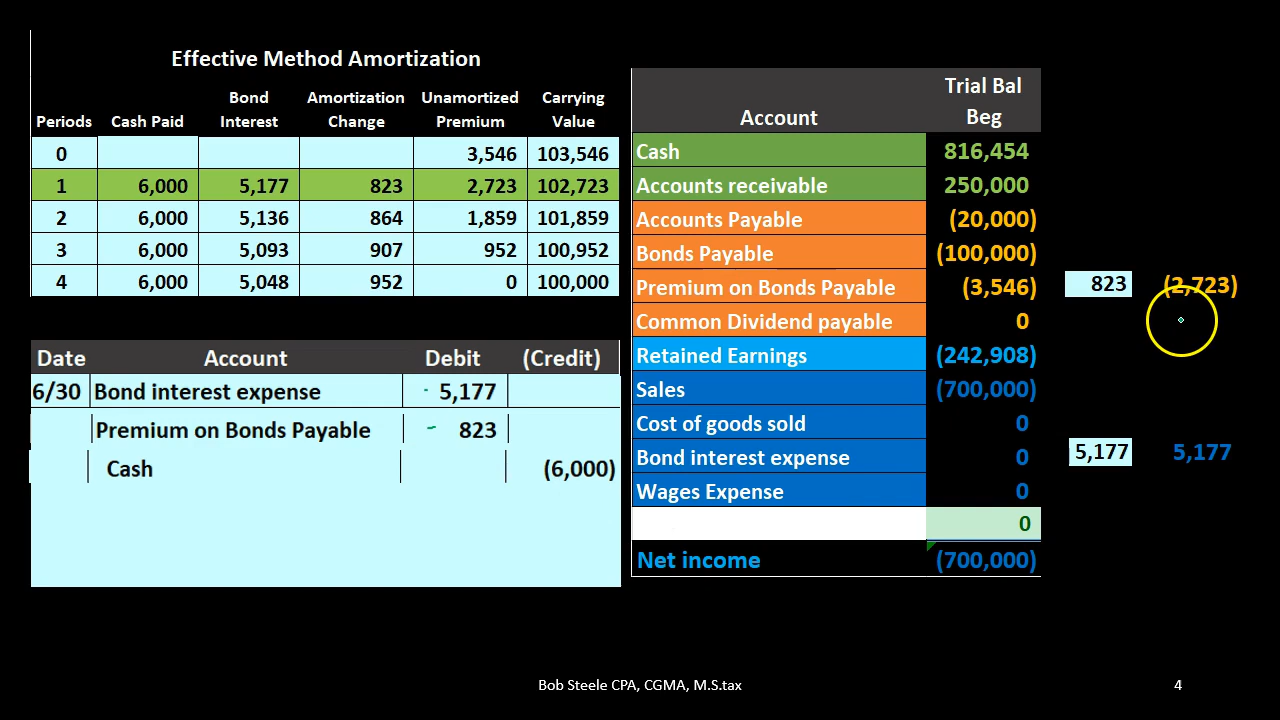 Effective Method Amortization
Periods Cash Paid Bond Interest Amortization Change Unamortized Premium Carrying Value
0 3,546 103,546
1 6,000 5,177 823 2,723 102,723
2 6,000 5,136 864 1,859 101,859
3 6,000 5,093 907 952 100,952
4 6,000 5,048 952 0 100,000
Date Account Debit (Credit)
6/30 Bond interest expense 5,177
Premium on Bonds Payable 823
Cash (6,000)
Account Trial Bal Beg
Cash 816,454
Accounts receivable 250,000
Accounts Payable (20,000)
Bonds Payable (100,000)
Premium on Bonds Payable (3,546) 823 (2,723)
Common Dividend payable 0
Retained Earnings (242,908)
Sales (700,000)
Cost of goods sold 0
Bond interest expense 0 5,177 5,177
Wages Expense 0
0
Net income (700,000)
Bob Steele CPA, CGMA, M.S.tax
4